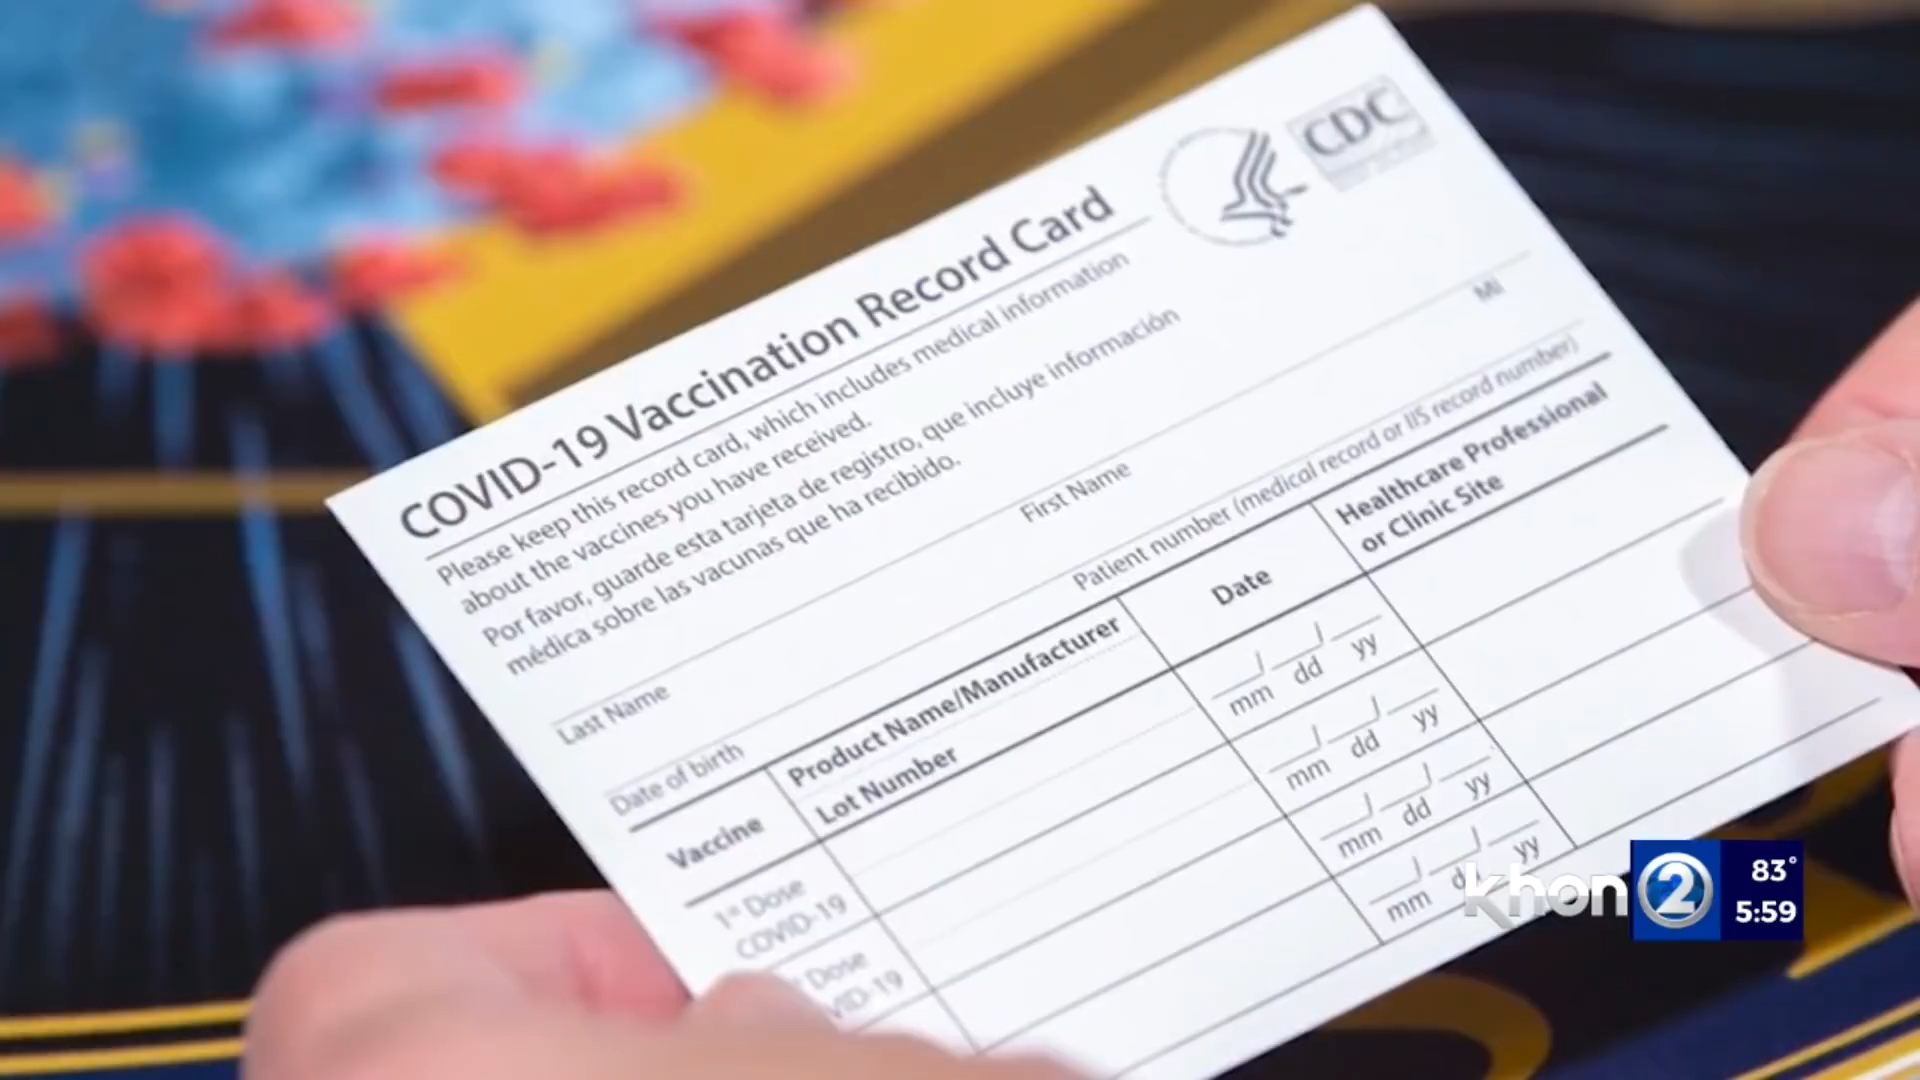 CDC
COVID-19 Vaccination Record Card
Please keep this record card, which includes medical information
about the vaccines you have received.
Por favor, guarde esta tarjeta de registro, que incluye información
médica sobre las vacunas que ha recibido.
Last Name
First Name
MI
Date of birth
Patient number (medical record or IIS record number)
Vaccine
Product Name/Manufacturer
Lot Number
Date
Healthcare Professional
or Clinic Site
1st Dose
COVID-19
mm dd yy
Dose
VID-19
mm dd yy
mm dd yy
mm d yy
khon 2
83°
5:59